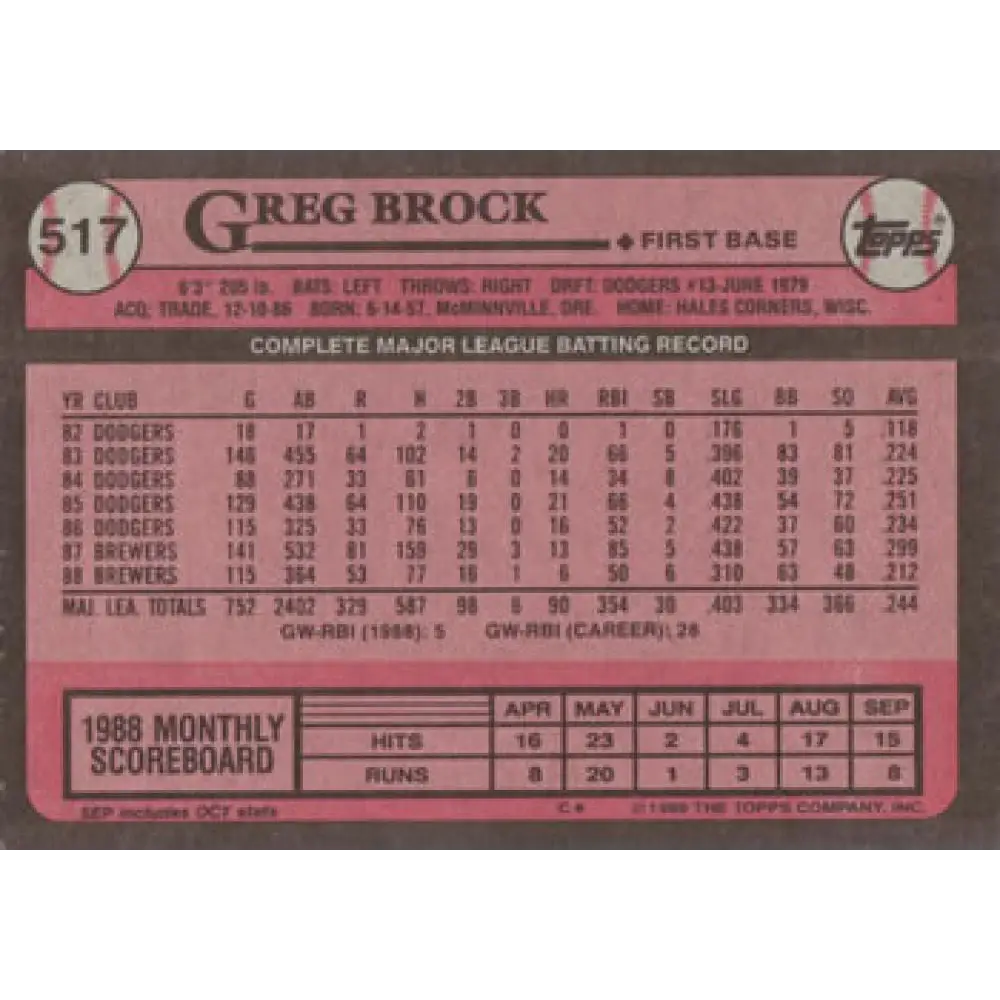 517 GREG BROCK
FIRST BASE
Topps®
6'3" 205 lb. BATS: LEFT THROWS: RIGHT DRFT: DODGERS #13-JUNE 1979
ACQ: TRADE, 12-10-86 BORN: 6-14-57, McMINNVILLE, ORE. HOME: HALES CORNERS, WISC.
COMPLETE MAJOR LEAGUE BATTING RECORD
YR CLUB G AB R H 2B 3B HR RBI SB SLG BB SO AVG
82 DODGERS 18 17 1 2 1 0 0 1 0 .176 1 5 .118
83 DODGERS 146 455 64 102 14 2 20 66 5 .396 83 81 .224
84 DODGERS 88 271 33 61 6 0 14 34 8 .402 39 37 .225
85 DODGERS 129 438 64 110 19 0 21 66 4 .438 54 72 .251
86 DODGERS 115 325 33 76 13 0 16 52 2 .422 37 60 .234
87 BREWERS 141 532 81 159 29 3 13 85 5 .438 57 63 .299
88 BREWERS 115 364 53 77 16 1 6 50 6 .310 63 48 .212
MAJ. LEA. TOTALS 752 2402 329 587 98 6 90 354 30 .403 334 366 .244
GW-RBI (1988): 5 GW-RBI (CAREER): 28
1988 MONTHLY SCOREBOARD
APR MAY JUN JUL AUG SEP
HITS 16 23 2 4 17 15
RUNS 8 20 1 3 13 8
SEP includes OCT stats
©1989 THE TOPPS COMPANY, INC.